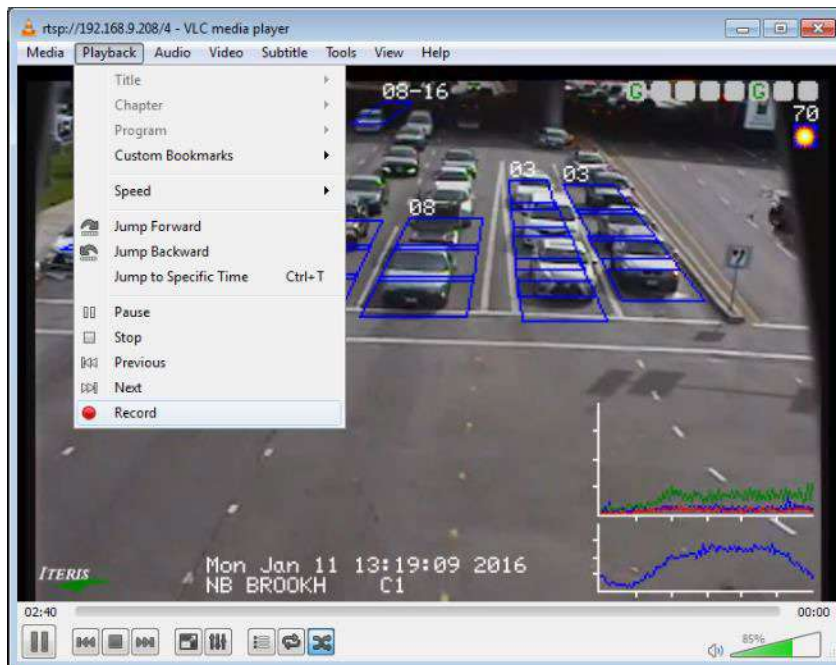 rtsp://192.168.9.208/4 - VLC media player
Media Playback Audio Video Subtitle Tools View Help
Title
Chapter
Program
Custom Bookmarks
Speed
Jump Forward
Jump Backward
Jump to Specific Time Ctrl+T
Pause
Stop
Previous
Next
Record
08-16
G G
70
03 03
08
ITERIS
Mon Jan 11 13:19:09 2016
NB BROOKH C1
02:40 00:00
85%